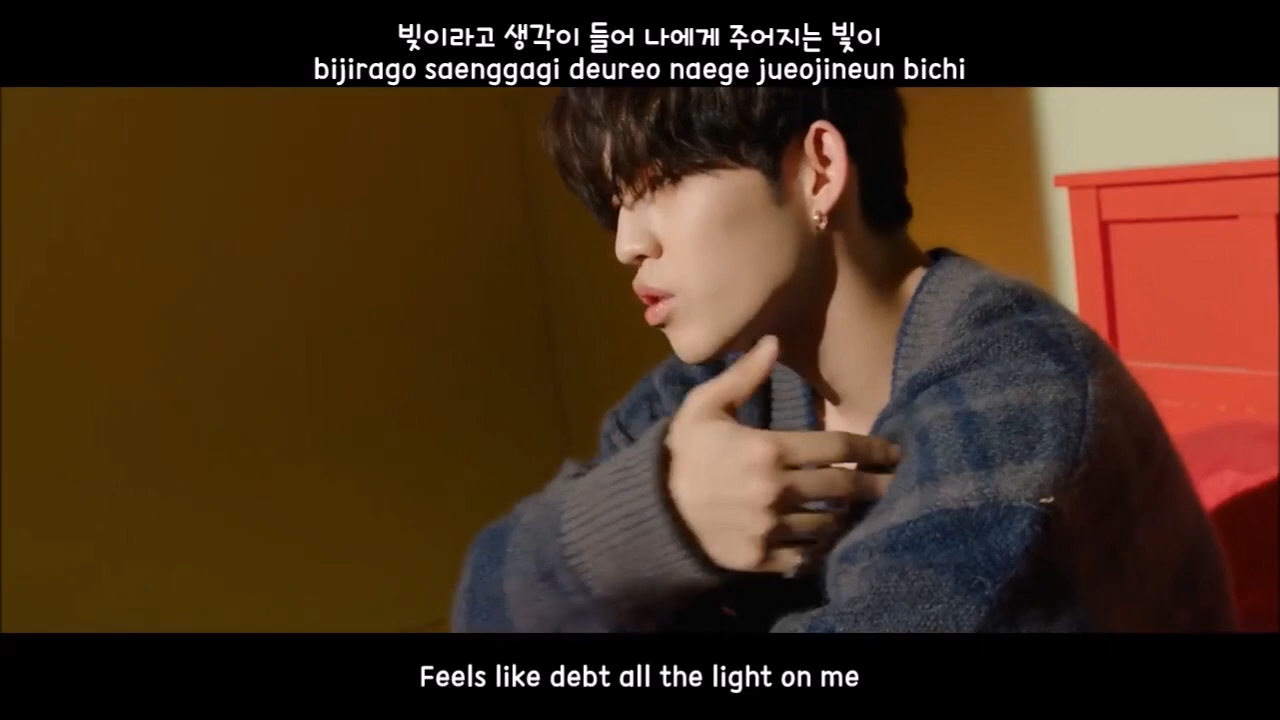 빚이라고 생각이 들어 나에게 주어지는 빛이
bijirago saenggagi deureo naege jueojineun bichi
Feels like debt all the light on me